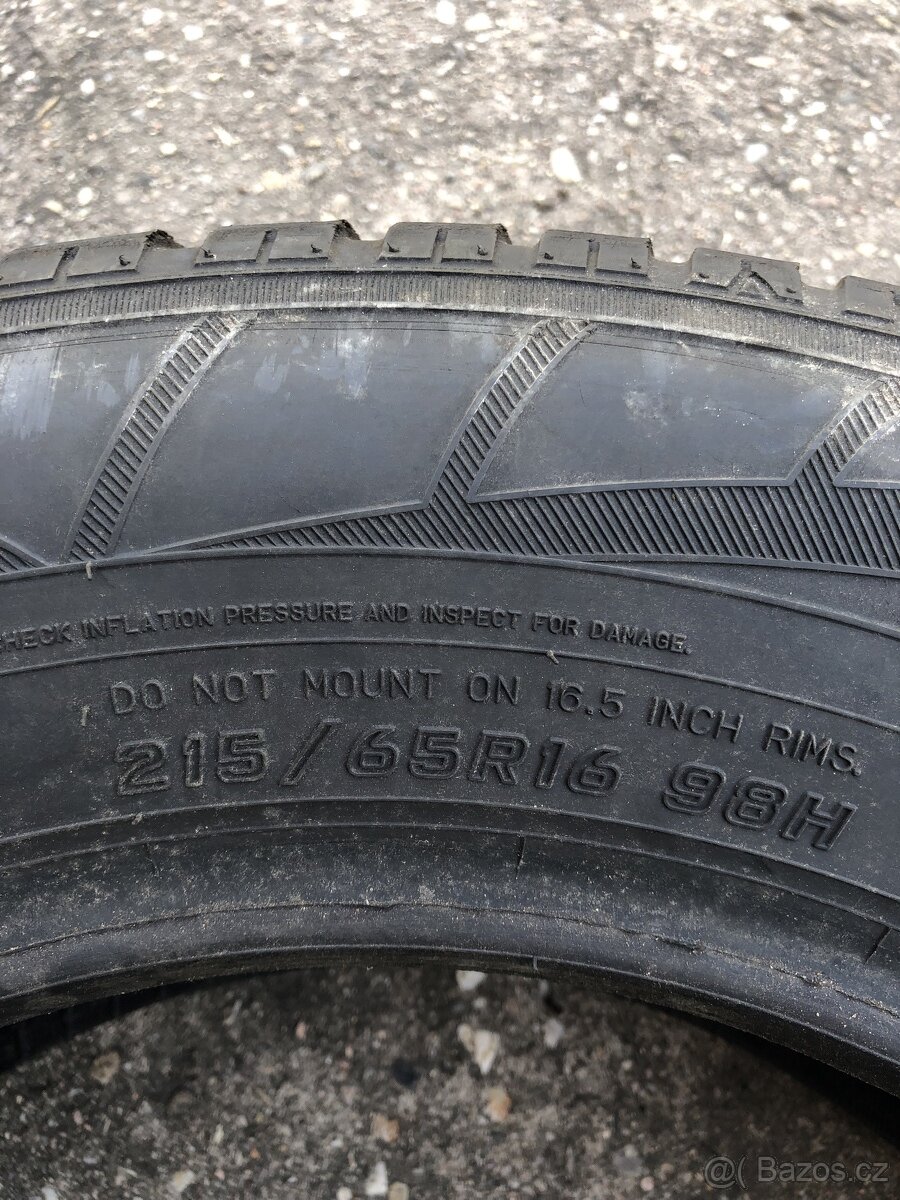 CHECK INFLATION PRESSURE AND INSPECT FOR DAMAGE.
DO NOT MOUNT ON 16.5 INCH RIMS.
215/65R16 98H
@( Bazos.cz